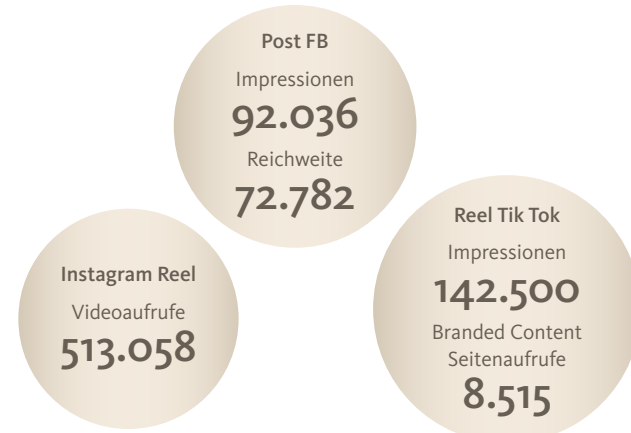 Post FB
Impressionen
92.036
Reichweite
72.782
Instagram Reel
Videoaufrufe
513.058
Reel Tik Tok
Impressionen
142.500
Branded Content
Seitenaufrufe
8.515